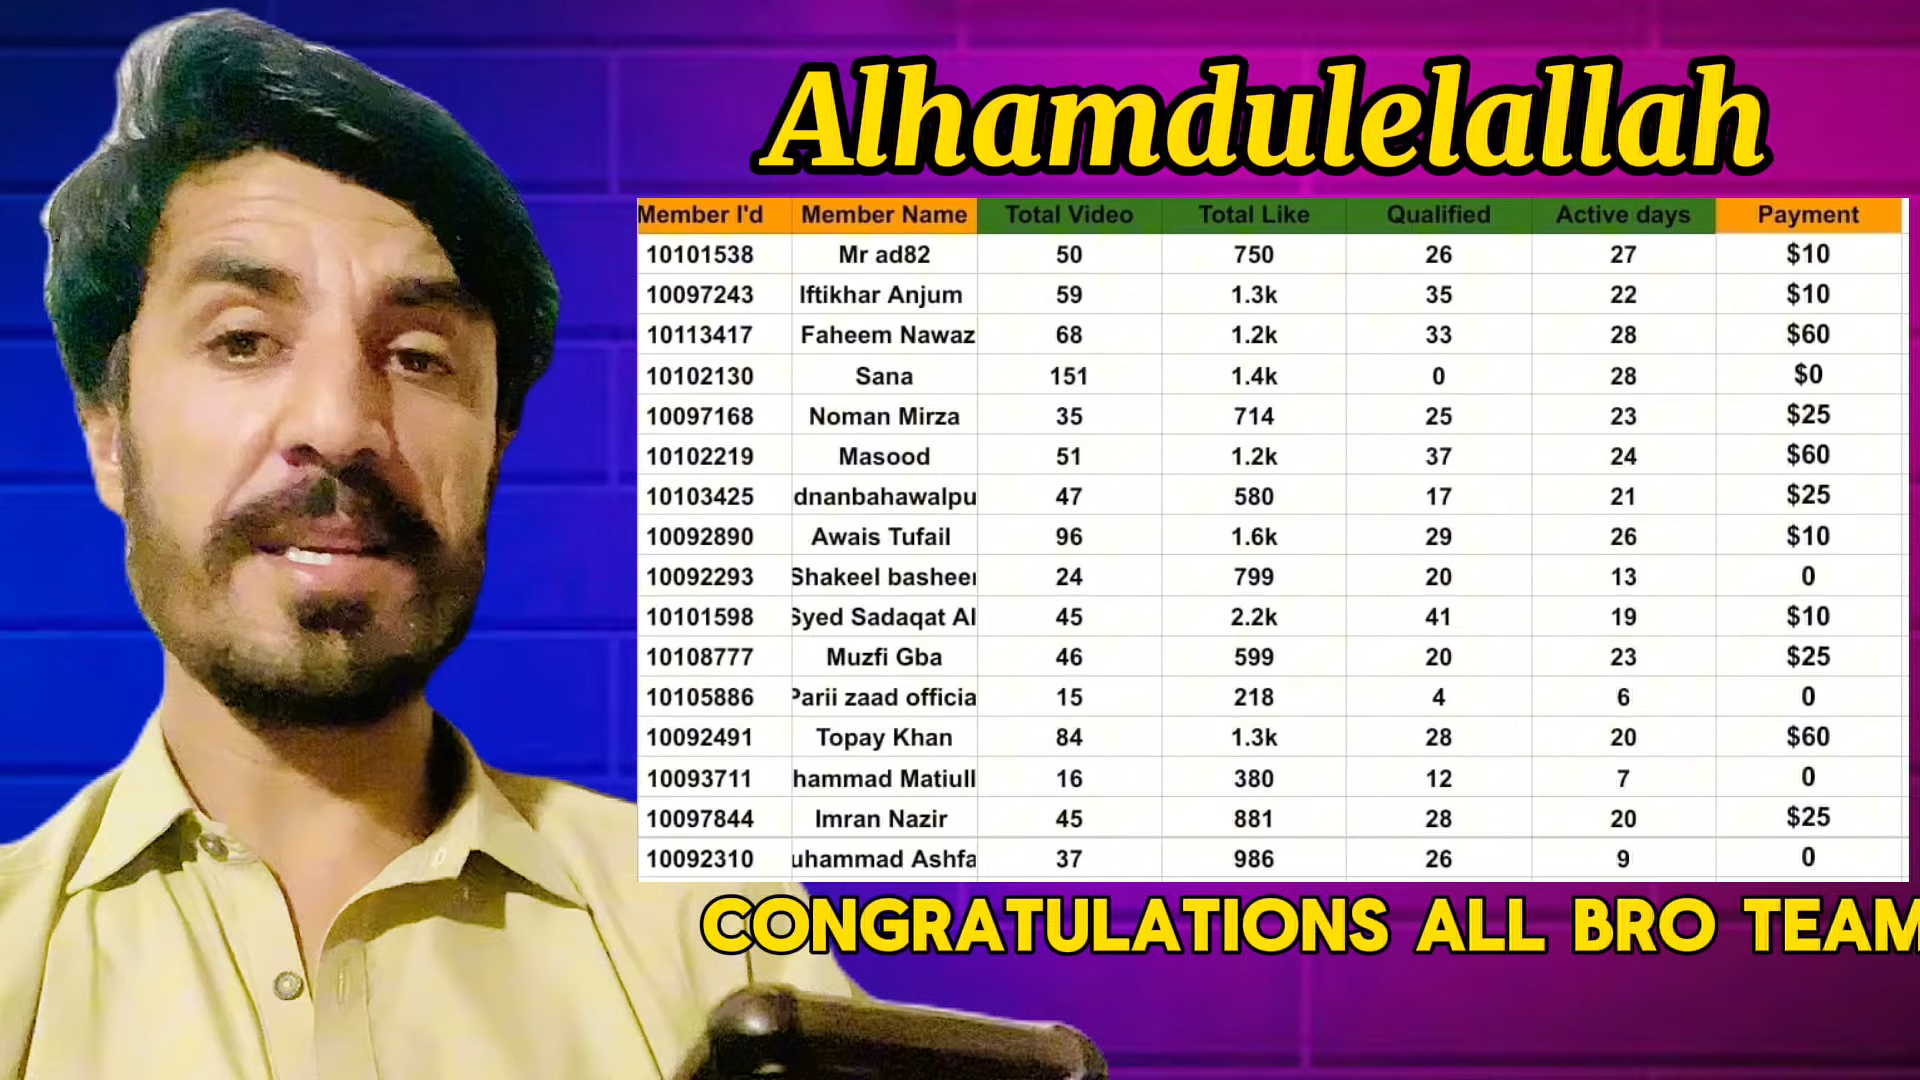 Alhamdulelallah
Member I'd Member Name Total Video Total Like Qualified Active days Payment
10101538 Mr ad82 50 750 26 27 $10
10097243 Iftikhar Anjum 59 1.3k 35 22 $10
10113417 Faheem Nawaz 68 1.2k 33 28 $60
10102130 Sana 151 1.4k 0 28 $0
10097168 Noman Mirza 35 714 25 23 $25
10102219 Masood 51 1.2k 37 24 $60
10103425 dnanbahawalpu 47 580 17 21 $25
10092890 Awais Tufail 96 1.6k 29 26 $10
10092293 Shakeel basheer 24 799 20 13 0
10101598 Syed Sadaqat Al 45 2.2k 41 19 $10
10108777 Muzfi Gba 46 599 20 23 $25
10105886 Parii zaad officia 15 218 4 6 0
10092491 Topay Khan 84 1.3k 28 20 $60
10093711 hammad Matiull 16 380 12 7 0
10097844 Imran Nazir 45 881 28 20 $25
10092310 uhammad Ashfa 37 986 26 9 0
CONGRATULATIONS ALL BRO TEAM